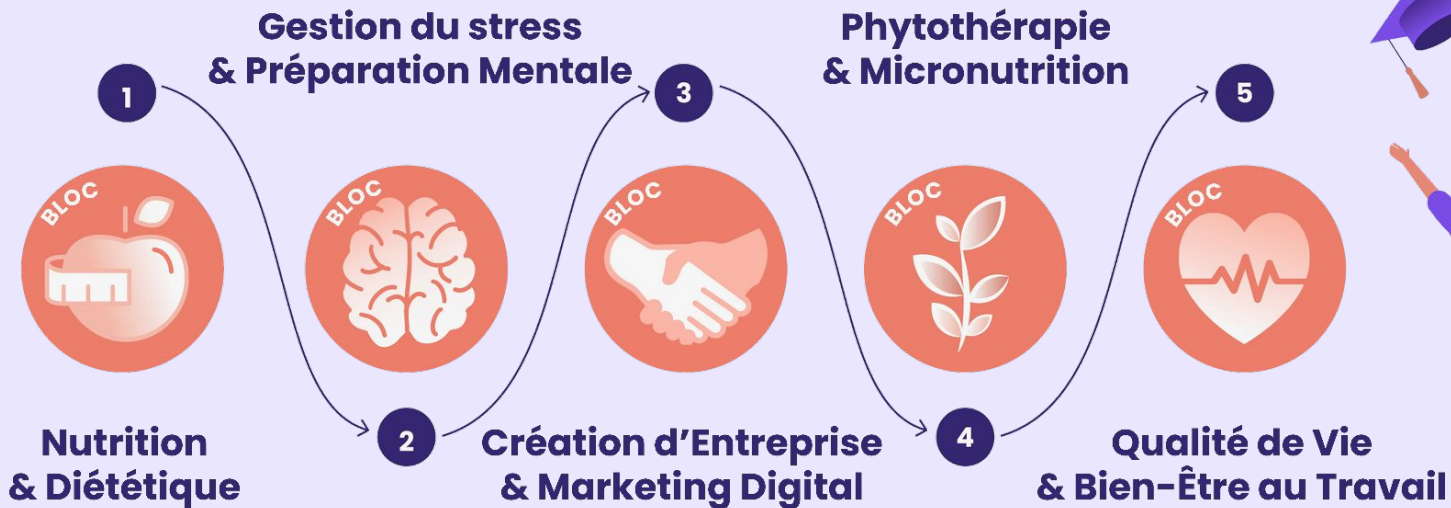 1
BLOC
Nutrition
& Diététique
Gestion du stress
& Préparation Mentale
BLOC
2
3
BLOC
Création d’Entreprise
& Marketing Digital
Phytothérapie
& Micronutrition
BLOC
4
5
BLOC
Qualité de Vie
& Bien-Être au Travail